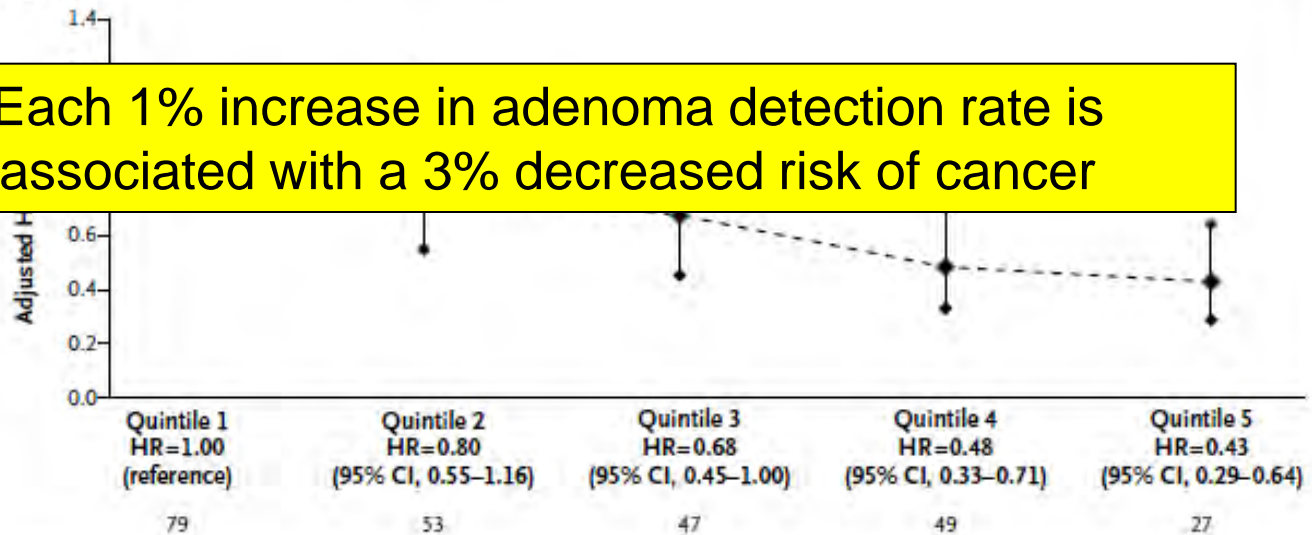 1.4
Each 1% increase in adenoma detection rate is
associated with a 3% decreased risk of cancer
Adjusted H
0.6
0.4
0.2
0.0
Quintile 1 Quintile 2 Quintile 3 Quintile 4 Quintile 5
HR=1.00 HR=0.80 HR=0.68 HR=0.48 HR=0.43
(reference) (95% CI, 0.55–1.16) (95% CI, 0.45–1.00) (95% CI, 0.33–0.71) (95% CI, 0.29–0.64)
79 53 47 49 27